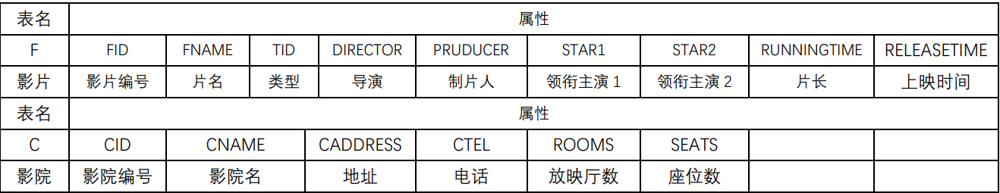 表名 属性
F FID FNAME TID DIRECTOR PRUDUCER STAR1 STAR2 RUNNINGTIME RELEASETIME
影片 影片编号 片名 类型 导演 制片人 领衔主演 1 领衔主演 2 片长 上映时间
表名 属性
C CID CNAME CADDRESS CTEL ROOMS SEATS
影院 影院编号 影院名 地址 电话 放映厅数 座位数